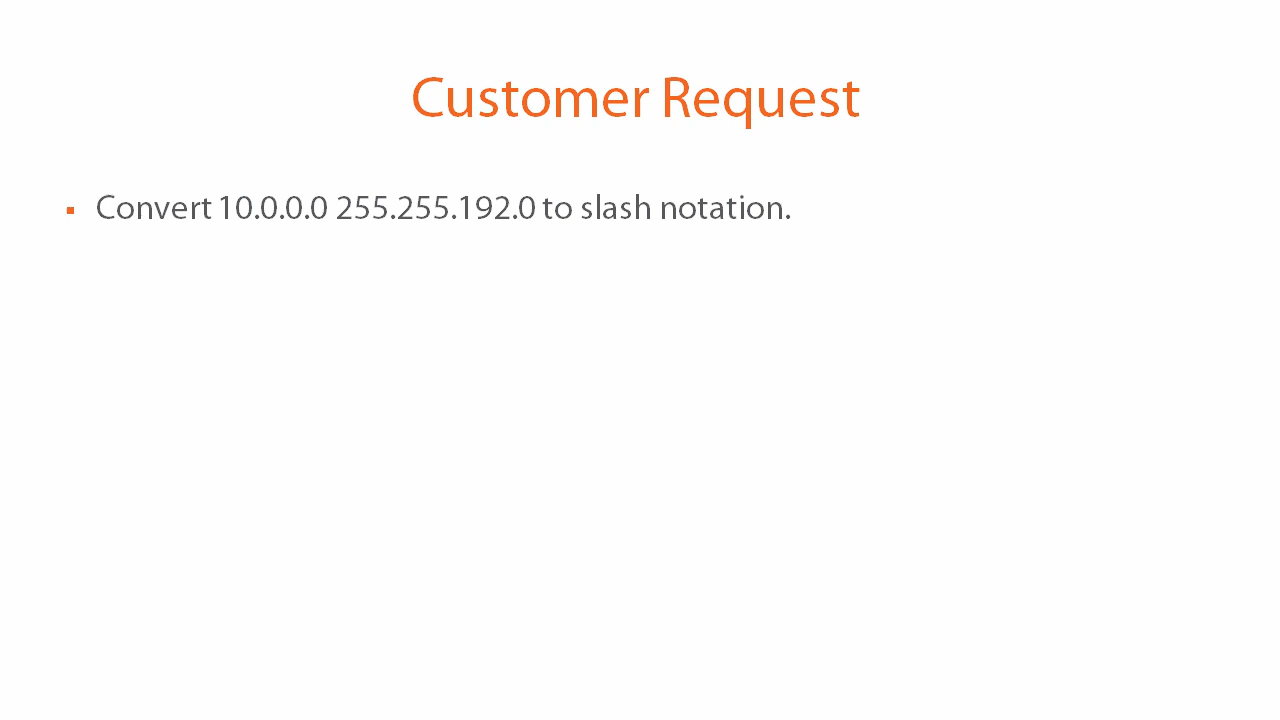 Customer Request
▪ Convert 10.0.0.0 255.255.192.0 to slash notation.